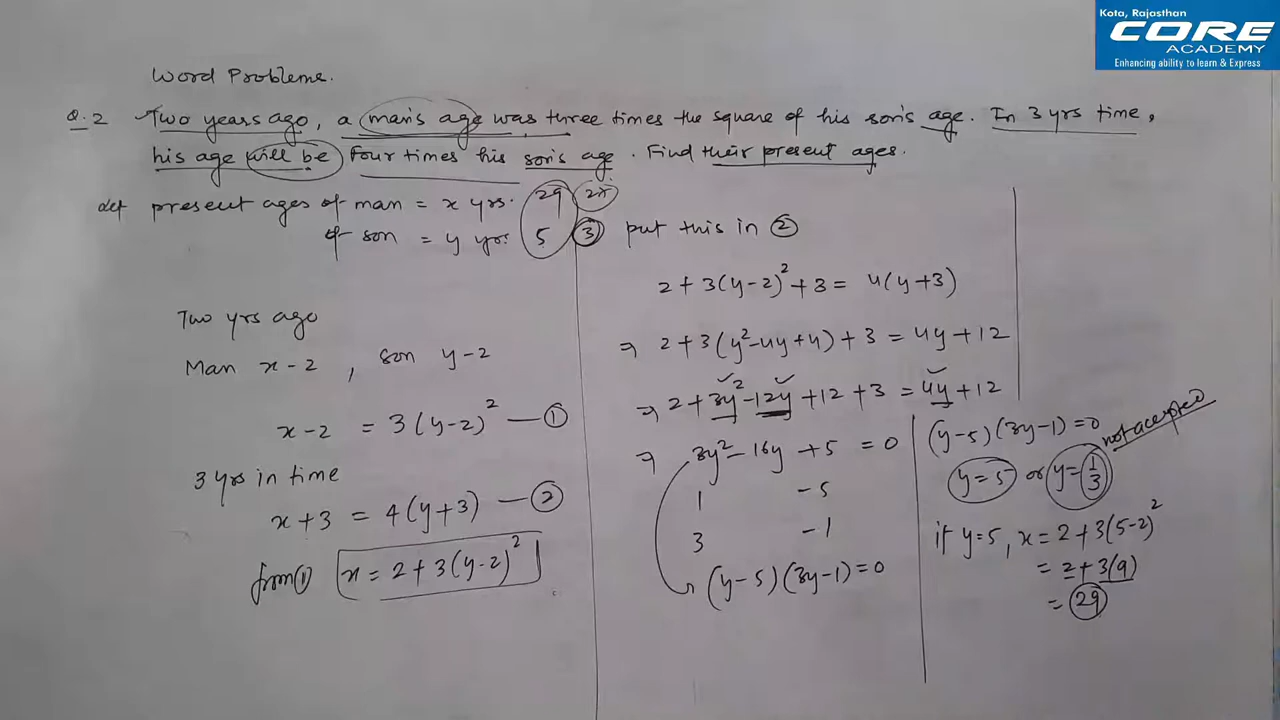 Kota, Rajasthan
CORE
ACADEMY
Enhancing ability to learn & Express
Word Problems.
Q.2 Two years ago, a man's age was three times the square of his son's age. In 3 yrs time,
his age will be four times his son's age. Find their present ages.
let present ages of man = x yrs. 29
of son = y yrs. 5 3
Two yrs ago
Man x-2, son y-2
x-2 = 3(y-2)² — ①
3 yrs in time
x+3 = 4(y+3) — ②
from ① x = 2+3(y-2)²
put this in ②
2+3(y-2)²+3 = 4(y+3)
⇒ 2+3(y²-4y+4)+3 = 4y+12
⇒ 2+3y²-12y+12+3 = 4y+12
⇒ 3y²-16y+5 = 0
1 -5
3 -1
(y-5)(3y-1)=0
(y-5)(3y-1)=0
y=5 or y=1/3 not accepted
if y=5, x = 2+3(5-2)²
= 2+3(9)
= 29